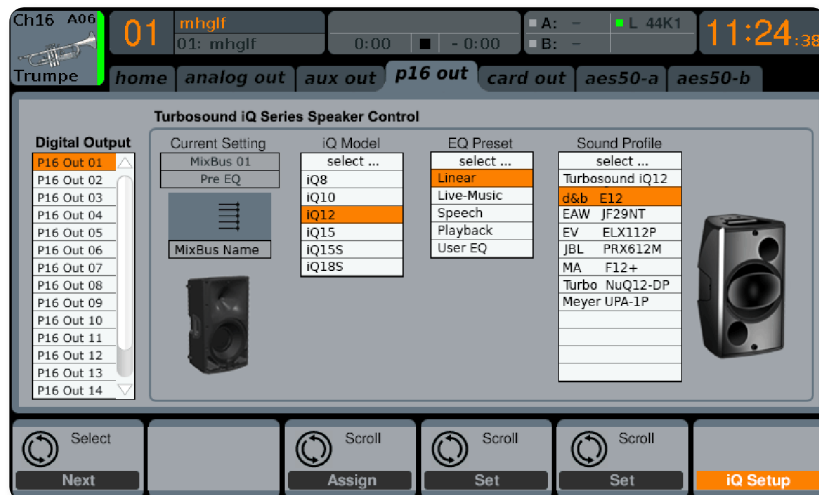 Ch16 A06
Trumpe
01
mhglf
01: mhglf
0:00 - 0:00
A: -
B: -
L 44K1
11:24:38
home analog out aux out p16 out card out aes50-a aes50-b
Turbosound iQ Series Speaker Control
Digital Output
P16 Out 01
P16 Out 02
P16 Out 03
P16 Out 04
P16 Out 05
P16 Out 06
P16 Out 07
P16 Out 08
P16 Out 09
P16 Out 10
P16 Out 11
P16 Out 12
P16 Out 13
P16 Out 14
Current Setting
MixBus 01
Pre EQ
MixBus Name
iQ Model
select ...
iQ8
iQ10
iQ12
iQ15
iQ15S
iQ18S
EQ Preset
select ...
Linear
Live-Music
Speech
Playback
User EQ
Sound Profile
select ...
Turbosound iQ12
d&b E12
EAW JF29NT
EV ELX112P
JBL PRX612M
MA F12+
Turbo NuQ12-DP
Meyer UPA-1P
Select
Next
Scroll
Assign
Scroll
Set
Scroll
Set
iQ Setup